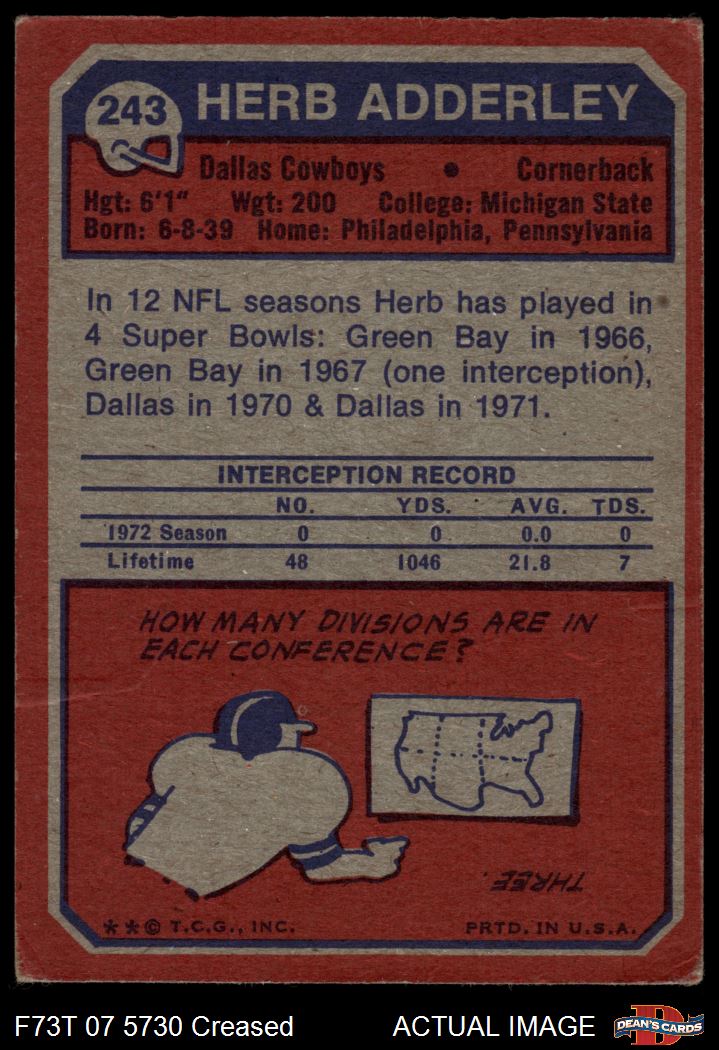 243
HERB ADDERLEY
Dallas Cowboys • Cornerback
Hgt: 6'1" Wgt: 200 College: Michigan State
Born: 6-8-39 Home: Philadelphia, Pennsylvania
In 12 NFL seasons Herb has played in
4 Super Bowls: Green Bay in 1966,
Green Bay in 1967 (one interception),
Dallas in 1970 & Dallas in 1971.
INTERCEPTION RECORD
NO. YDS. AVG. TDS.
1972 Season 0 0 0.0 0
Lifetime 48 1046 21.8 7
HOW MANY DIVISIONS ARE IN
EACH CONFERENCE?
THREE.
**© T.C.G., INC. PRTD. IN U.S.A.
F73T 07 5730 Creased ACTUAL IMAGE
D
DEAN'S CARDS